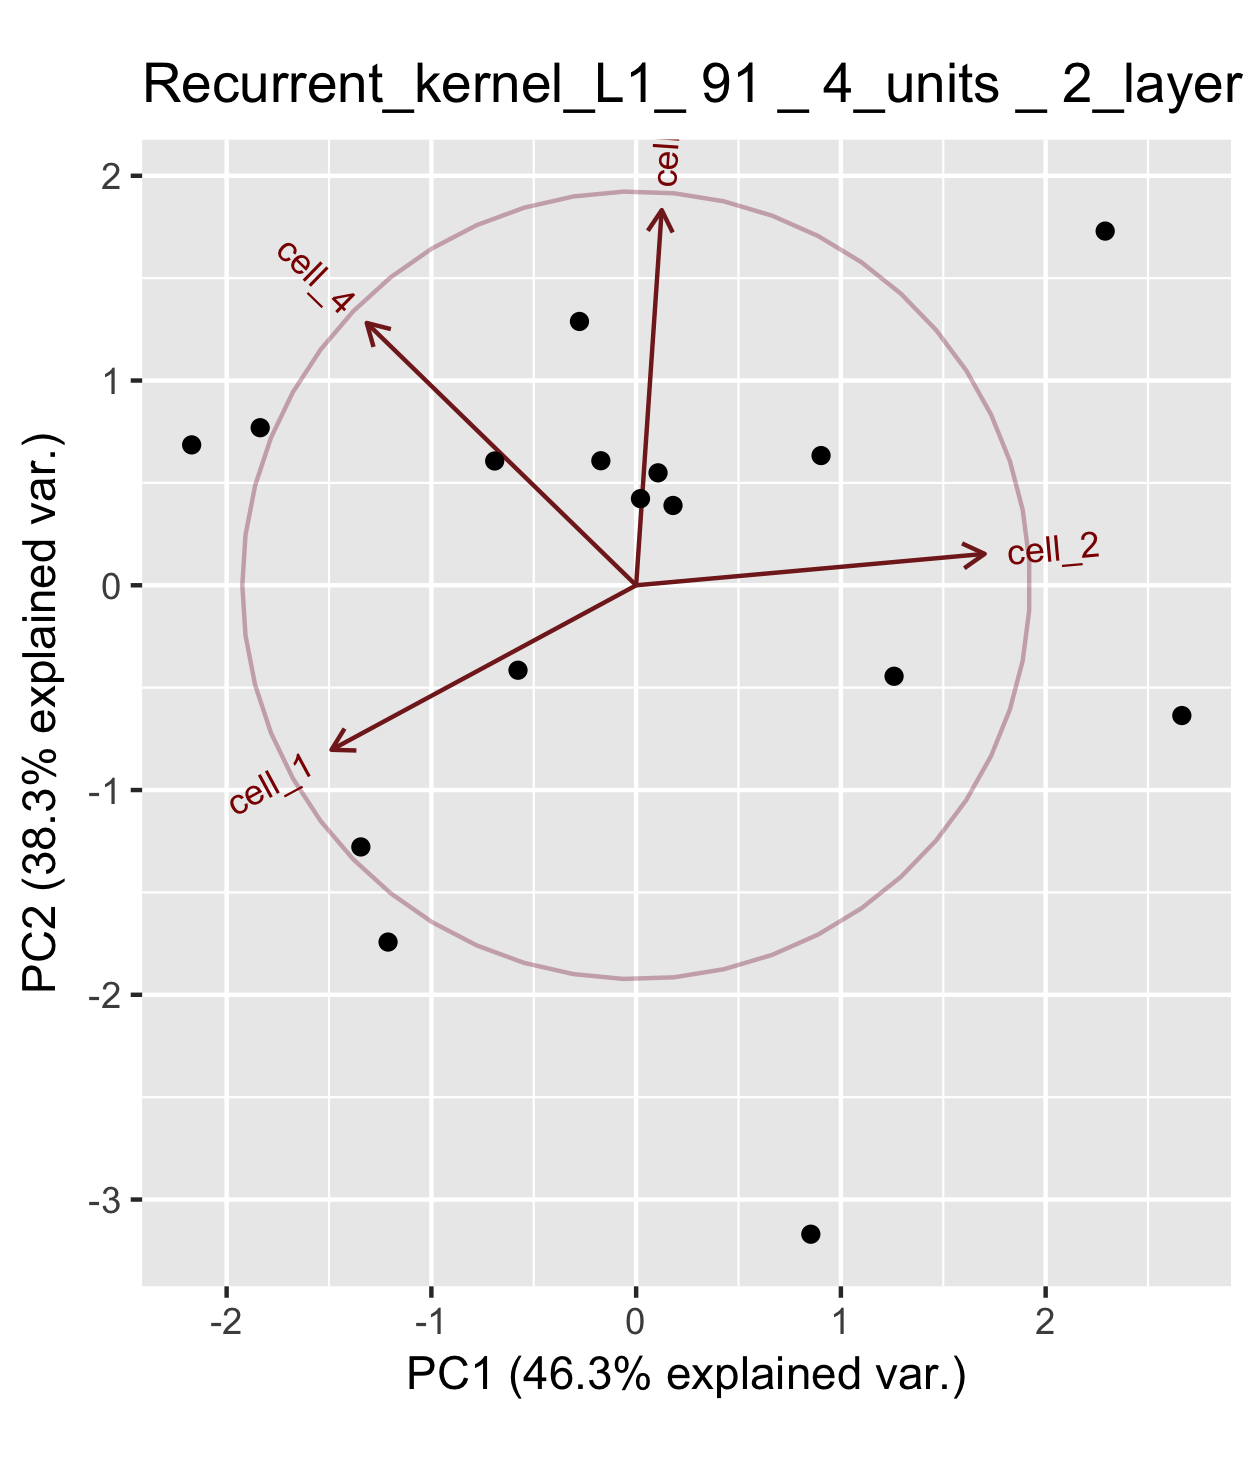 Recurrent_kernel_L1_ 91 _ 4_units _ 2_layer
cell
cell_4
cell_2
cell_1
2
1
0
-1
-2
-3
-2
-1
0
1
2
PC1 (46.3% explained var.)
PC2 (38.3% explained var.)